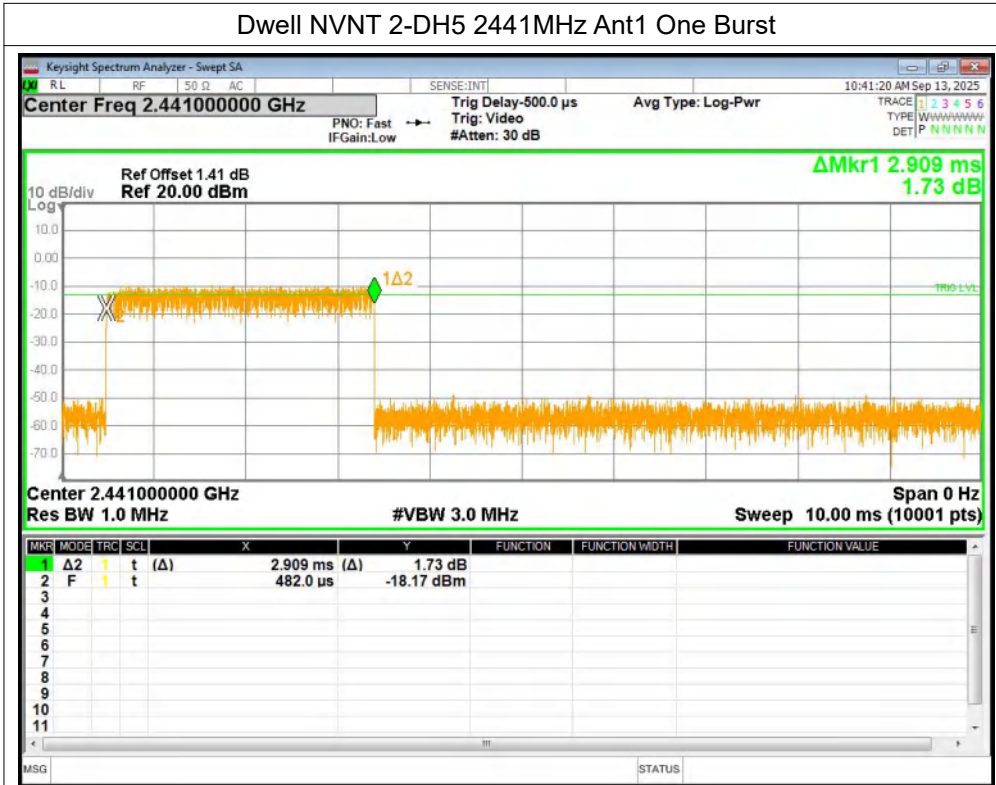 Dwell NVNT 2-DH5 2441MHz Ant1 One Burst
Keysight Spectrum Analyzer - Swept SA
LXI RL RF 50 Ω AC SENSE:INT 10:41:20 AM Sep 13, 2025
Center Freq 2.441000000 GHz Trig Delay-500.0 µs Avg Type: Log-Pwr TRACE 1 2 3 4 5 6
PNO: Fast Trig: Video TYPE WWWWWWW
IFGain:Low #Atten: 30 dB DET P N N N N N
ΔMkr1 2.909 ms
Ref Offset 1.41 dB 1.73 dB
10 dB/div Ref 20.00 dBm
Log
10.0
0.00
-10.0 1Δ2 TRIG LVL
-20.0 2
-30.0
-40.0
-50.0
-60.0
-70.0
Center 2.441000000 GHz Span 0 Hz
Res BW 1.0 MHz #VBW 3.0 MHz Sweep 10.00 ms (10001 pts)
MKR MODE TRC SCL X Y FUNCTION FUNCTION WIDTH FUNCTION VALUE
1 Δ2 1 t (Δ) 2.909 ms (Δ) 1.73 dB
2 F 1 t 482.0 µs -18.17 dBm
3
4
5
6
7
8
9
10
11
MSG STATUS